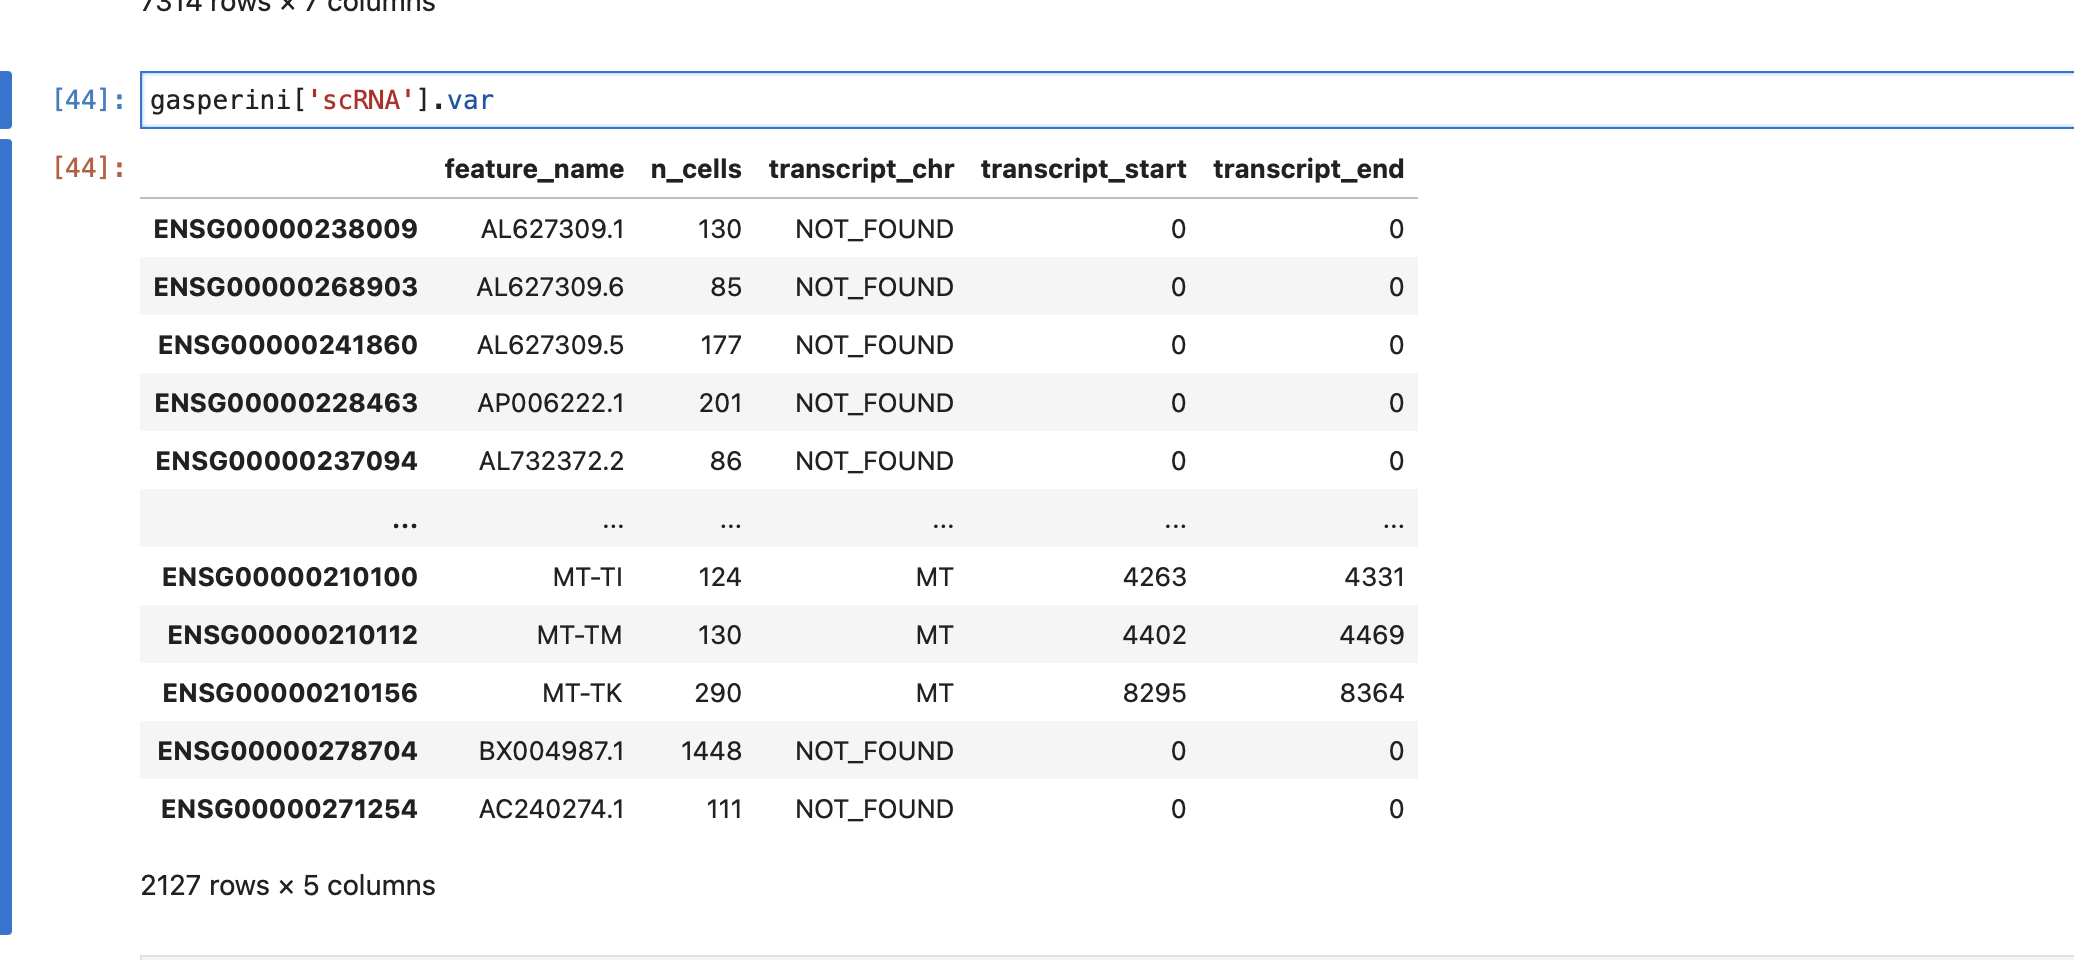 7314 rows × 7 columns
[44]: gasperini['scRNA'].var
[44]: feature_name n_cells transcript_chr transcript_start transcript_end
ENSG00000238009 AL627309.1 130 NOT_FOUND 0 0
ENSG00000268903 AL627309.6 85 NOT_FOUND 0 0
ENSG00000241860 AL627309.5 177 NOT_FOUND 0 0
ENSG00000228463 AP006222.1 201 NOT_FOUND 0 0
ENSG00000237094 AL732372.2 86 NOT_FOUND 0 0
... ... ... ... ... ...
ENSG00000210100 MT-TI 124 MT 4263 4331
ENSG00000210112 MT-TM 130 MT 4402 4469
ENSG00000210156 MT-TK 290 MT 8295 8364
ENSG00000278704 BX004987.1 1448 NOT_FOUND 0 0
ENSG00000271254 AC240274.1 111 NOT_FOUND 0 0
2127 rows × 5 columns